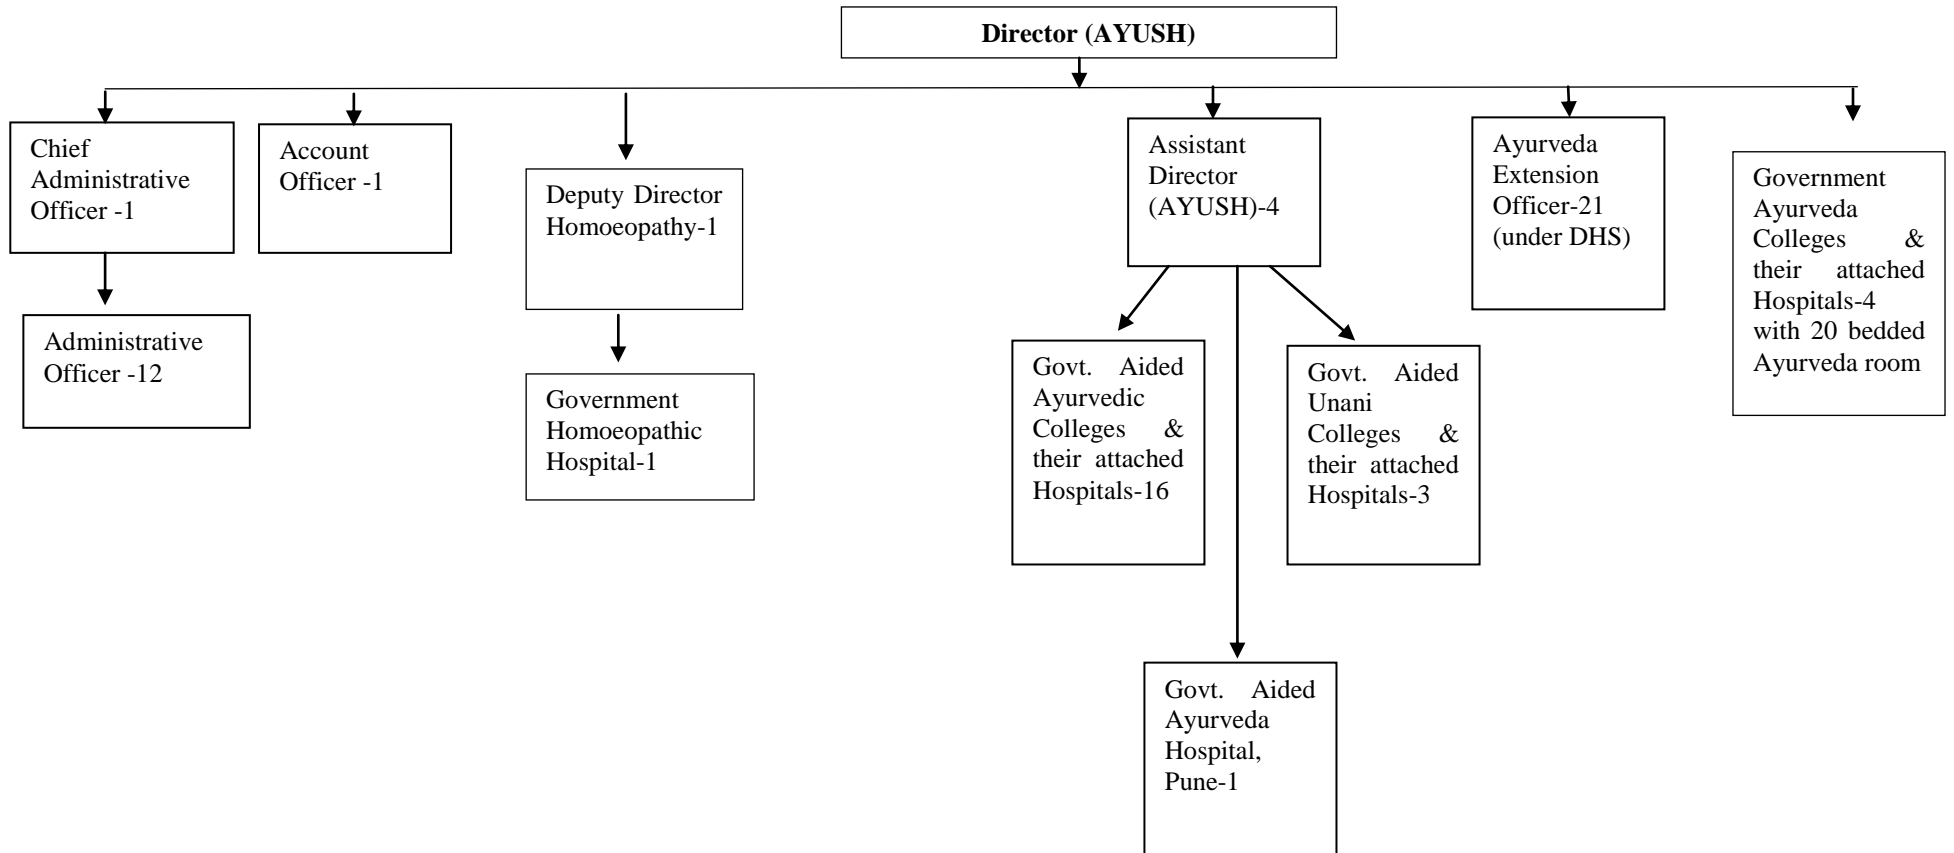 Director (AYUSH)
Chief
Administrative
Officer -1
Account
Officer -1
Deputy Director
Homoeopathy-1
Assistant
Director
(AYUSH)-4
Ayurveda
Extension
Officer-21
(under DHS)
Government
Ayurveda
Colleges &
their attached
Hospitals-4
with 20 bedded
Ayurveda room
Administrative
Officer -12
Government
Homoeopathic
Hospital-1
Govt. Aided
Ayurvedic
Colleges &
their attached
Hospitals-16
Govt. Aided
Unani
Colleges &
their attached
Hospitals-3
Govt. Aided
Ayurveda
Hospital,
Pune-1